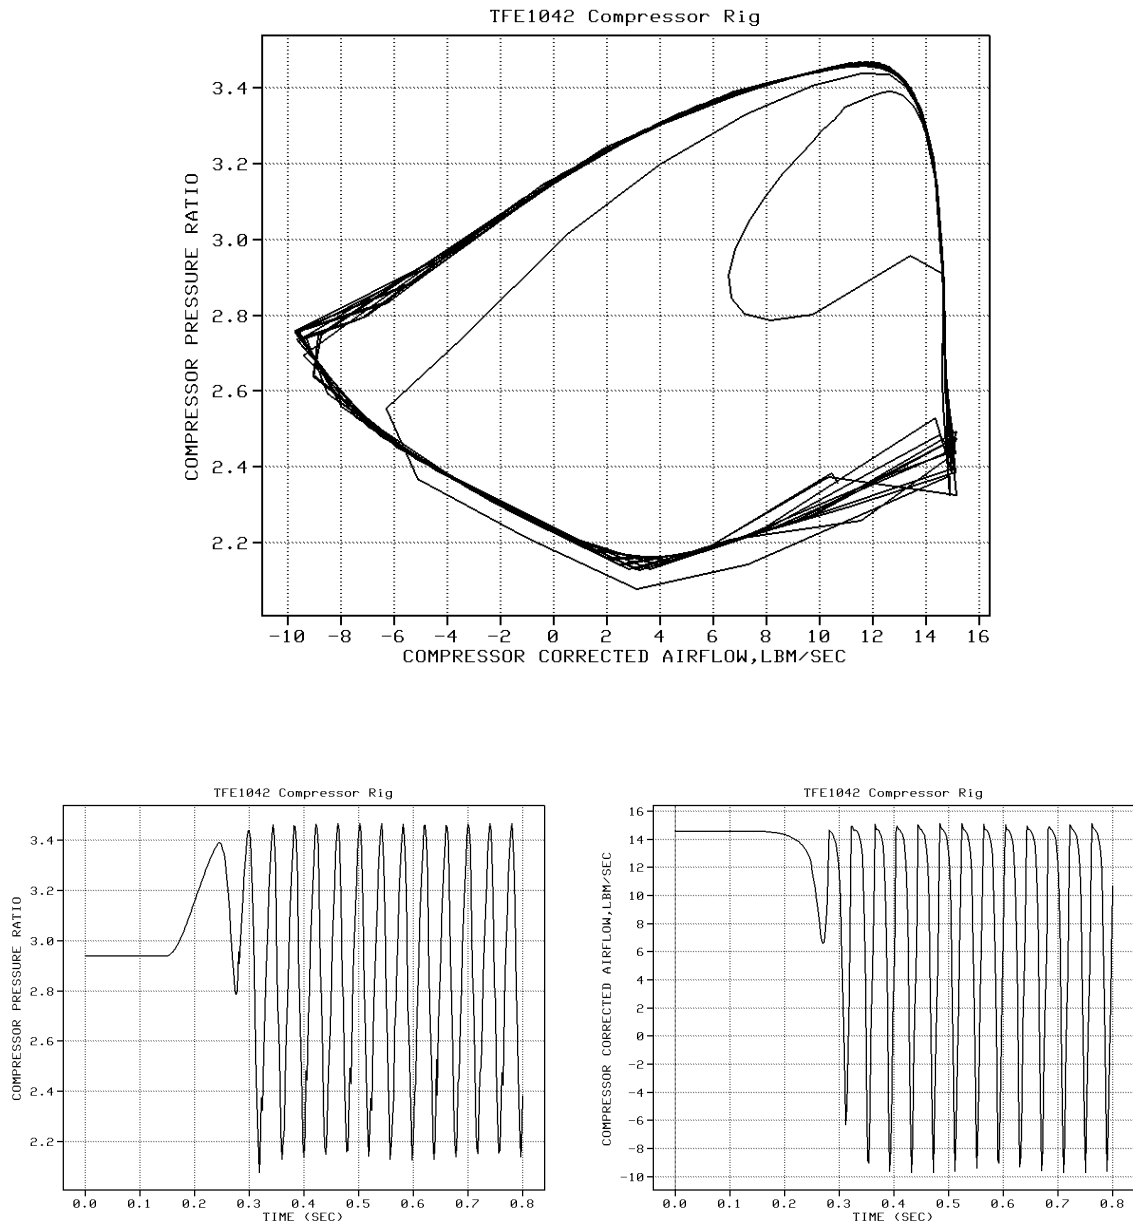 TFE1042 Compressor Rig
COMPRESSOR PRESSURE RATIO
3.4
3.2
3.0
2.8
2.6
2.4
2.2
-10 -8 -6 -4 -2 0 2 4 6 8 10 12 14 16
COMPRESSOR CORRECTED AIRFLOW,LBM/SEC
TFE1042 Compressor Rig
COMPRESSOR PRESSURE RATIO
3.4
3.2
3.0
2.8
2.6
2.4
2.2
0.0 0.1 0.2 0.3 0.4 0.5 0.6 0.7 0.8
TIME (SEC)
TFE1042 Compressor Rig
COMPRESSOR CORRECTED AIRFLOW,LBM/SEC
16
14
12
10
8
6
4
2
0
-2
-4
-6
-8
-10
0.0 0.1 0.2 0.3 0.4 0.5 0.6 0.7 0.8
TIME (SEC)